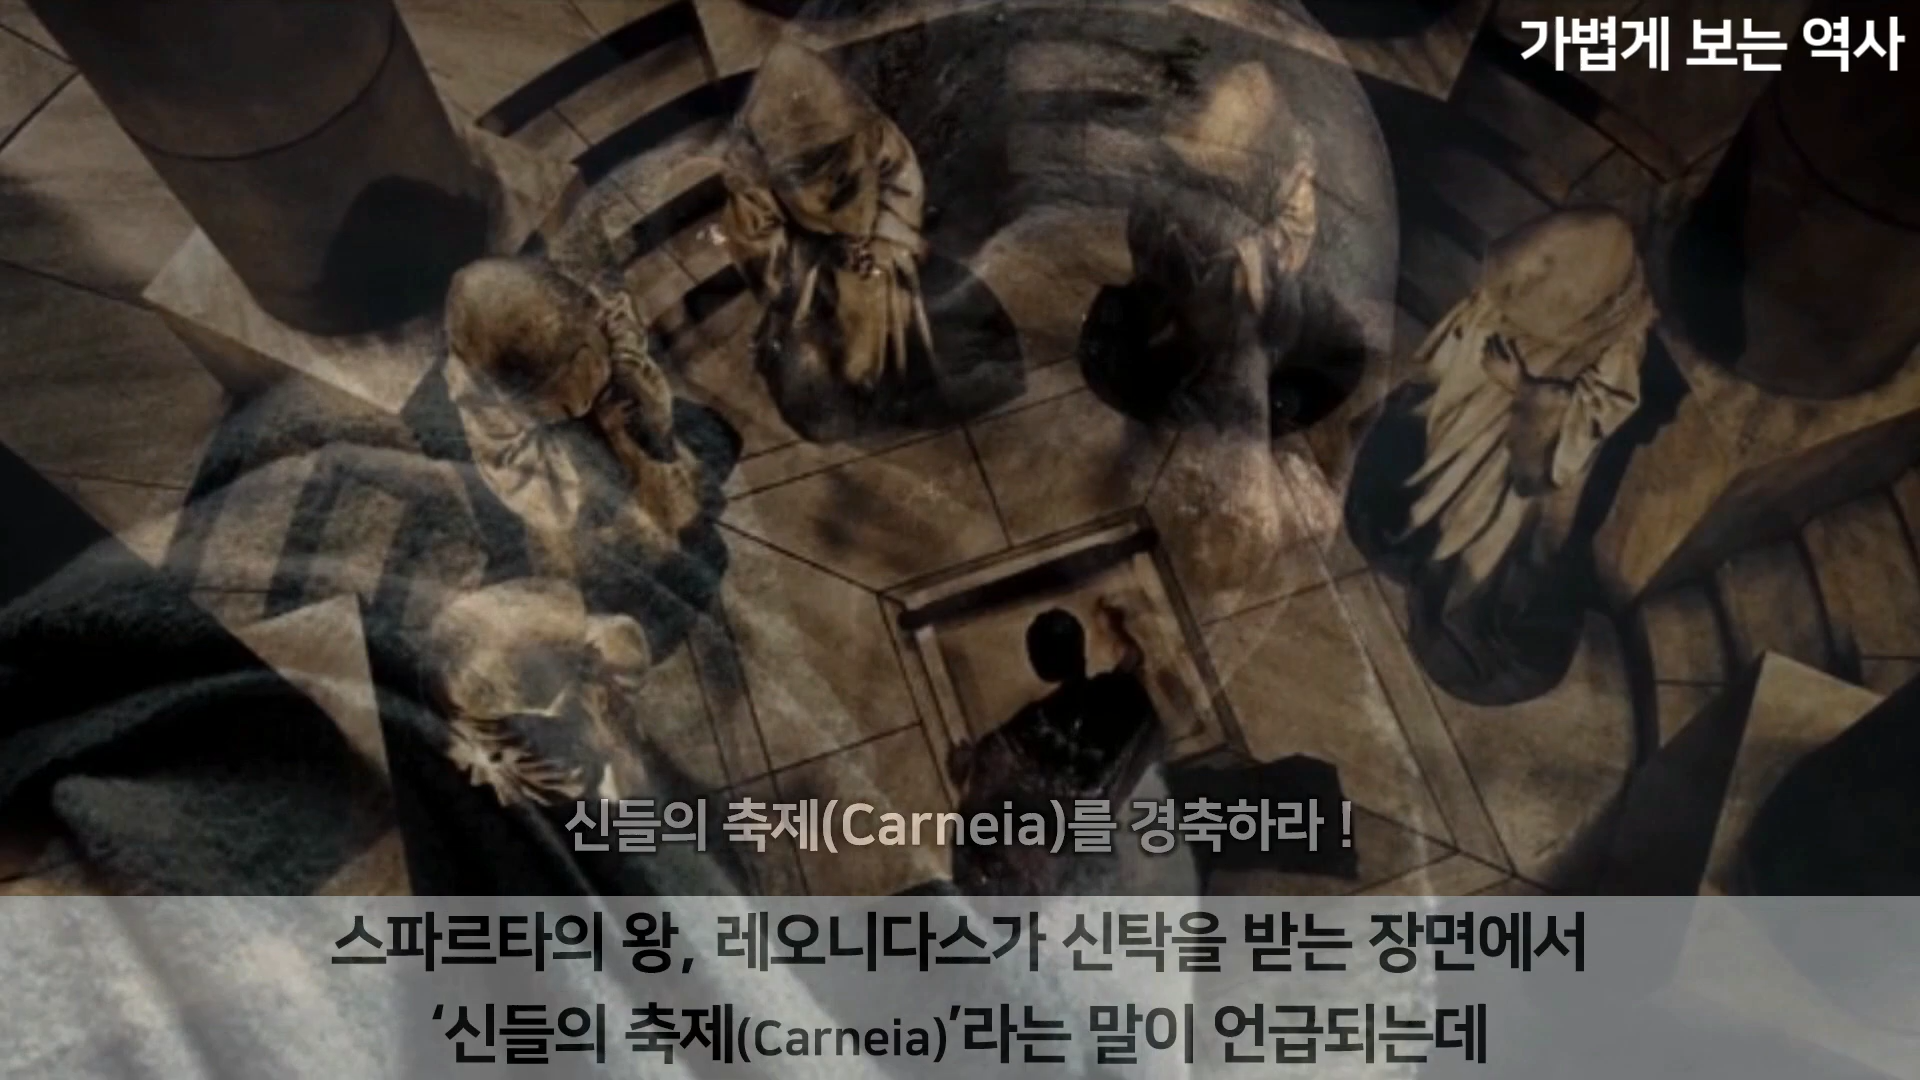 가볍게 보는 역사
신들의 축제(Carneia)를 경축하라 !
스파르타의 왕, 레오니다스가 신탁을 받는 장면에서
‘신들의 축제(Carneia)’라는 말이 언급되는데